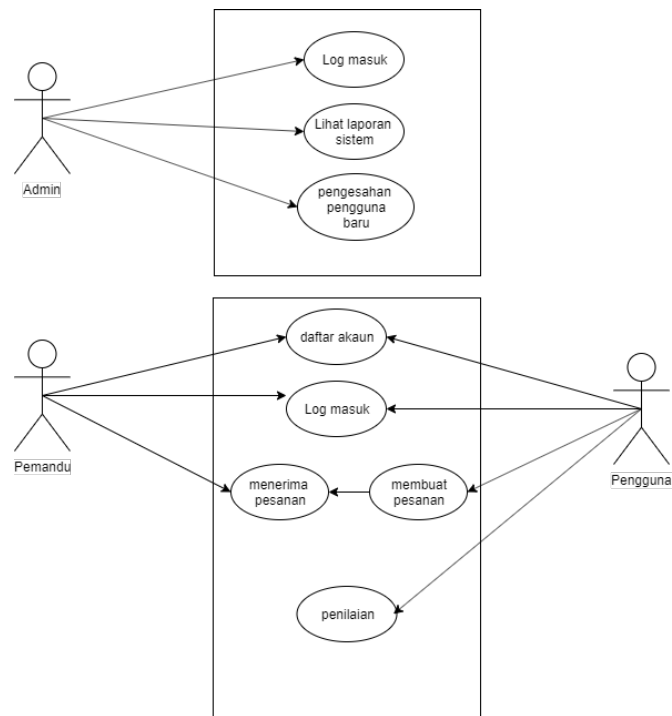 Log masuk
Lihat laporan
sistem
pengesahan
pengguna
baru
Admin
daftar akaun
Log masuk
menerima
pesanan
membuat
pesanan
penilaian
Pemandu
Pengguna